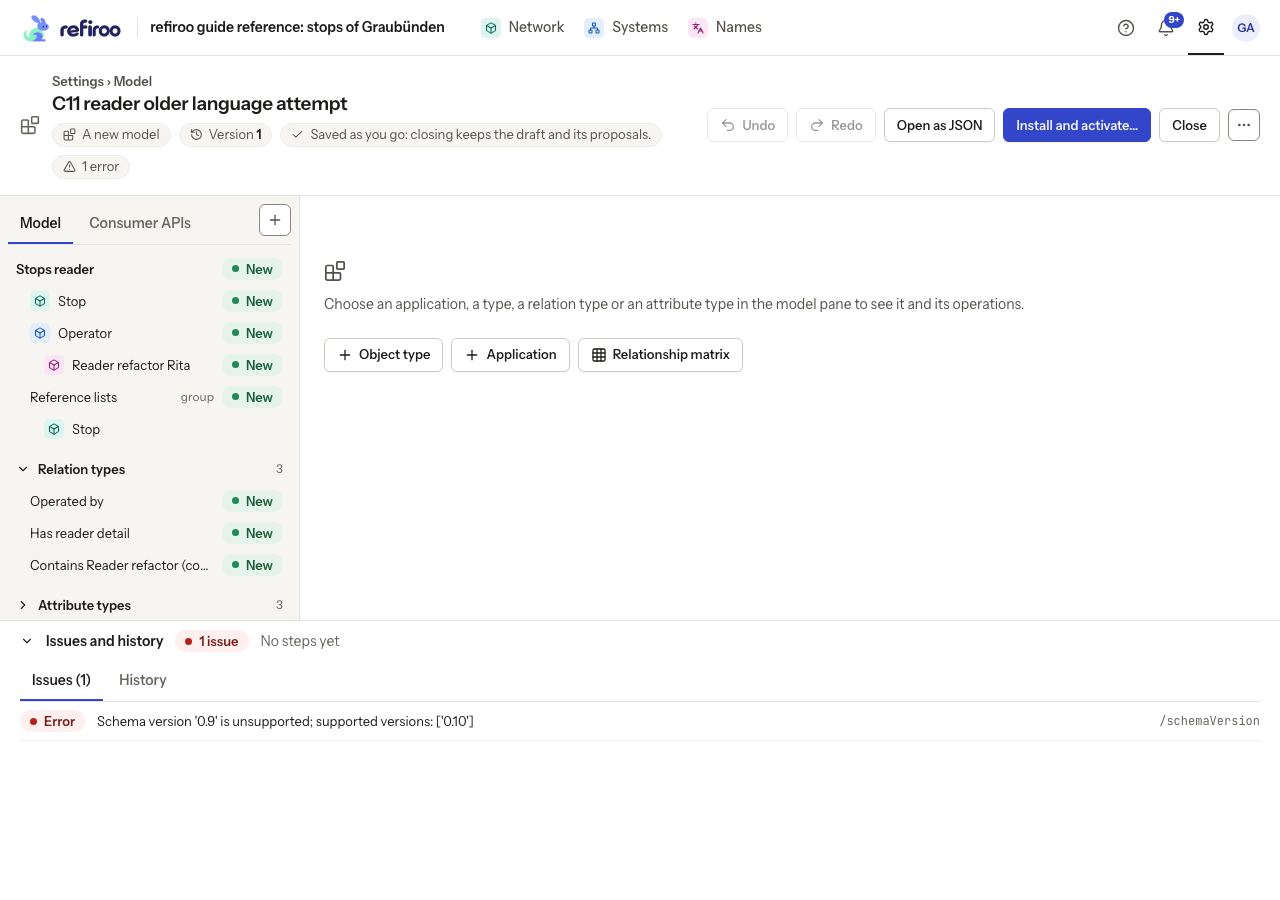 refiroo
refiroo guide reference: stops of Graubünden
Network
Systems
Names
9+
GA
Settings › Model
C11 reader older language attempt
A new model
Version 1
Saved as you go: closing keeps the draft and its proposals.
1 error
Undo
Redo
Open as JSON
Install and activate...
Close
Model
Consumer APIs
Stops reader New
Stop New
Operator New
Reader refactor Rita New
Reference lists group New
Stop
Relation types 3
Operated by New
Has reader detail New
Contains Reader refactor (co... New
Attribute types 3
Choose an application, a type, a relation type or an attribute type in the model pane to see it and its operations.
Object type
Application
Relationship matrix
Issues and history 1 issue No steps yet
Issues (1)
History
Error Schema version '0.9' is unsupported; supported versions: ['0.10'] /schemaVersion